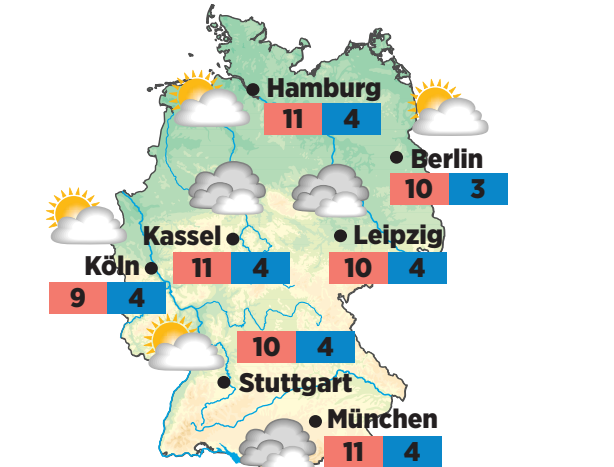 Hamburg
11 4
Berlin
10 3
Kassel
11 4
Leipzig
10 4
Köln
9 4
10 4
Stuttgart
München
11 4